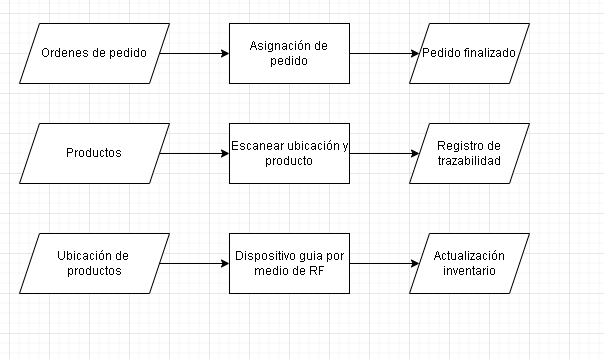 Ordenes de pedido
Asignación de
pedido
Pedido finalizado
Productos
Escanear ubicación y
producto
Registro de
trazabilidad
Ubicación de
productos
Dispositivo guia por
medio de RF
Actualización
inventario